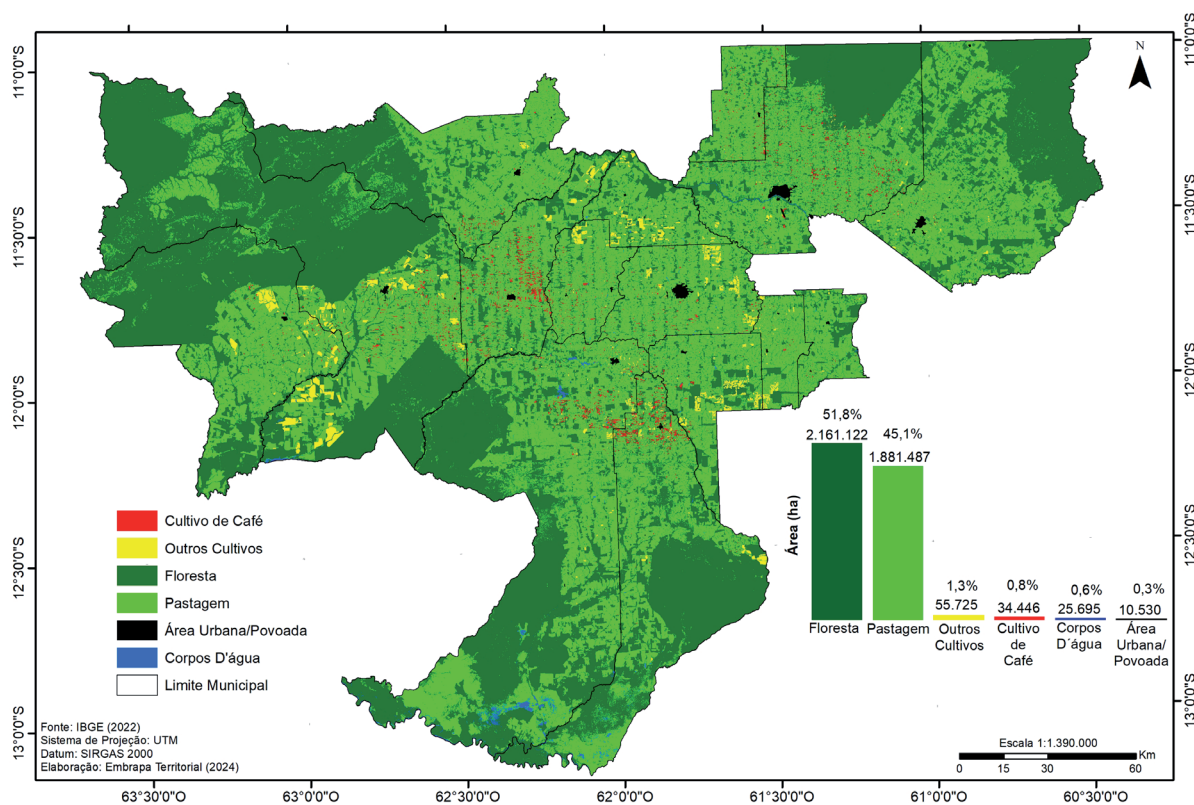 11°0'0"S
11°30'0"S
12°0'0"S
12°30'0"S
13°0'0"S
11°0'0"S
11°30'0"S
12°0'0"S
12°30'0"S
13°0'0"S
N
51,8%
2.161.122
45,1%
1.881.487
1,3%
55.725
0,8%
34.446
0,6%
25.695
0,3%
10.530
Área (ha)
Floresta
Pastagem
Outros
Cultivos
Cultivo
de
Café
Corpos
D´água
Área
Urbana/
Povoada
Cultivo de Café
Outros Cultivos
Floresta
Pastagem
Área Urbana/Povoada
Corpos D'água
Limite Municipal
Fonte: IBGE (2022)
Sistema de Projeção: UTM
Datum: SIRGAS 2000
Elaboração: Embrapa Territorial (2024)
Escala 1:1.390.000
Km
0 15 30 60
63°30'0"O 63°0'0"O 62°30'0"O 62°0'0"O 61°30'0"O 61°0'0"O 60°30'0"O